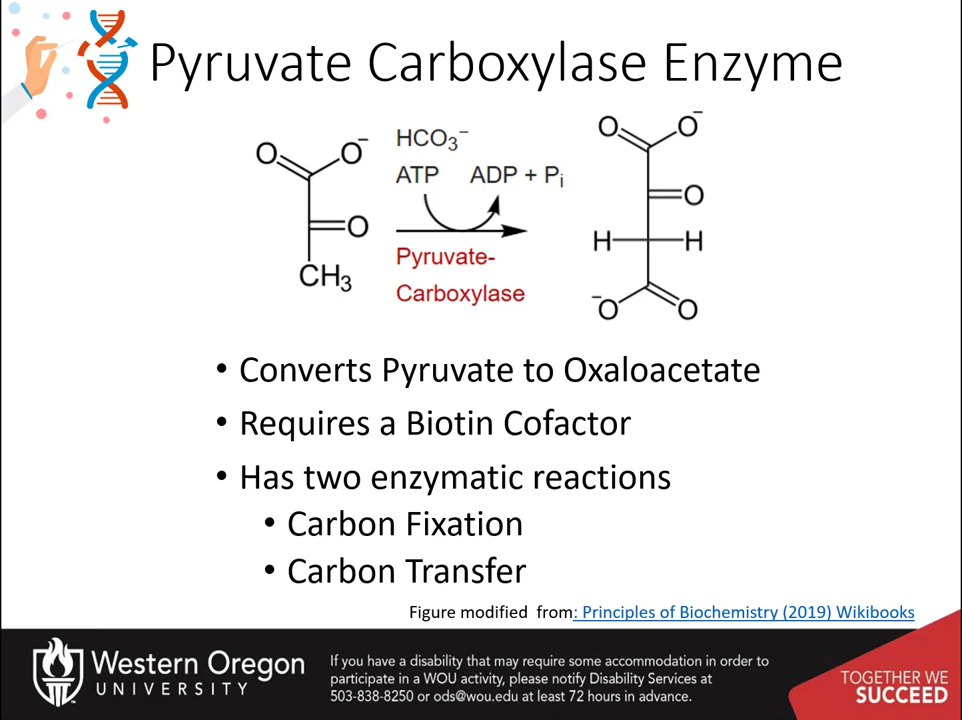 Pyruvate Carboxylase Enzyme
O O⁻
O
CH₃
HCO₃⁻
ATP ADP + Pᵢ
Pyruvate-
Carboxylase
O O⁻
O
H H
⁻O O
• Converts Pyruvate to Oxaloacetate
• Requires a Biotin Cofactor
• Has two enzymatic reactions
• Carbon Fixation
• Carbon Transfer
Figure modified from: Principles of Biochemistry (2019) Wikibooks
Western Oregon
UNIVERSITY
If you have a disability that may require some accommodation in order to
participate in a WOU activity, please notify Disability Services at
503-838-8250 or ods@wou.edu at least 72 hours in advance.
TOGETHER WE
SUCCEED